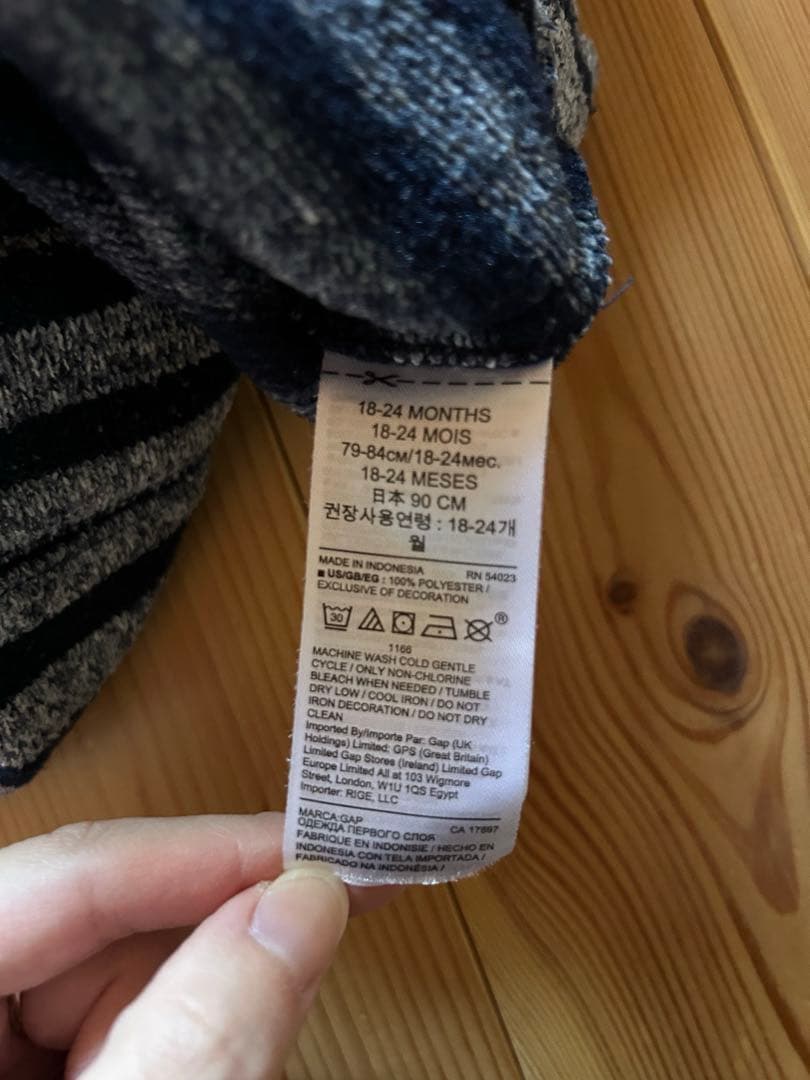 18-24 MONTHS
18-24 MOIS
79-84см/18-24мес.
18-24 MESES
日本 90 CM
권장사용연령 : 18-24개
월
MADE IN INDONESIA RN 54023
■ US/GB/EG : 100% POLYESTER /
EXCLUSIVE OF DECORATION
30 ®
1166
MACHINE WASH COLD GENTLE
CYCLE / ONLY NON-CHLORINE
BLEACH WHEN NEEDED / TUMBLE
DRY LOW / COOL IRON / DO NOT
IRON DECORATION / DO NOT DRY
CLEAN
Imported By/Importe Par: Gap (UK
Holdings) Limited: GPS (Great Britain)
Limited Gap Stores (Ireland) Limited Gap
Europe Limited All at 103 Wigmore
Street, London, W1U 1QS Egypt
Importer: RIGE, LLC
MARCA:GAP CA 17897
ОДЕЖДА ПЕРВОГО СЛОЯ
FABRIQUE EN INDONISIE / HECHO EN
INDONESIA CON TELA IMPORTADA /
FABRICADO NA INDONÉSIA /